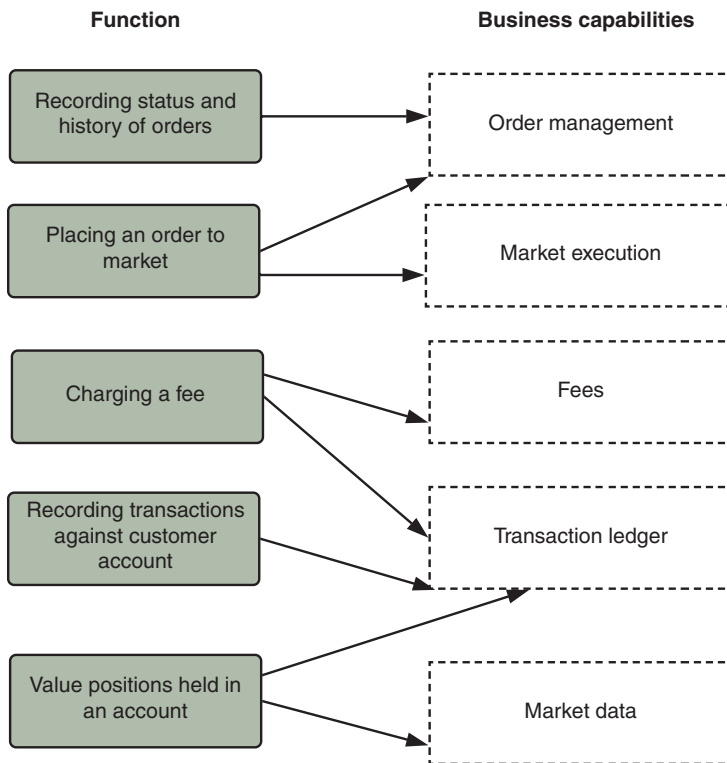 Function
Business capabilities
Recording status and
history of orders
Order management
Placing an order to
market
Market execution
Charging a fee
Fees
Recording transactions
against customer
account
Transaction ledger
Value positions held in
an account
Market data